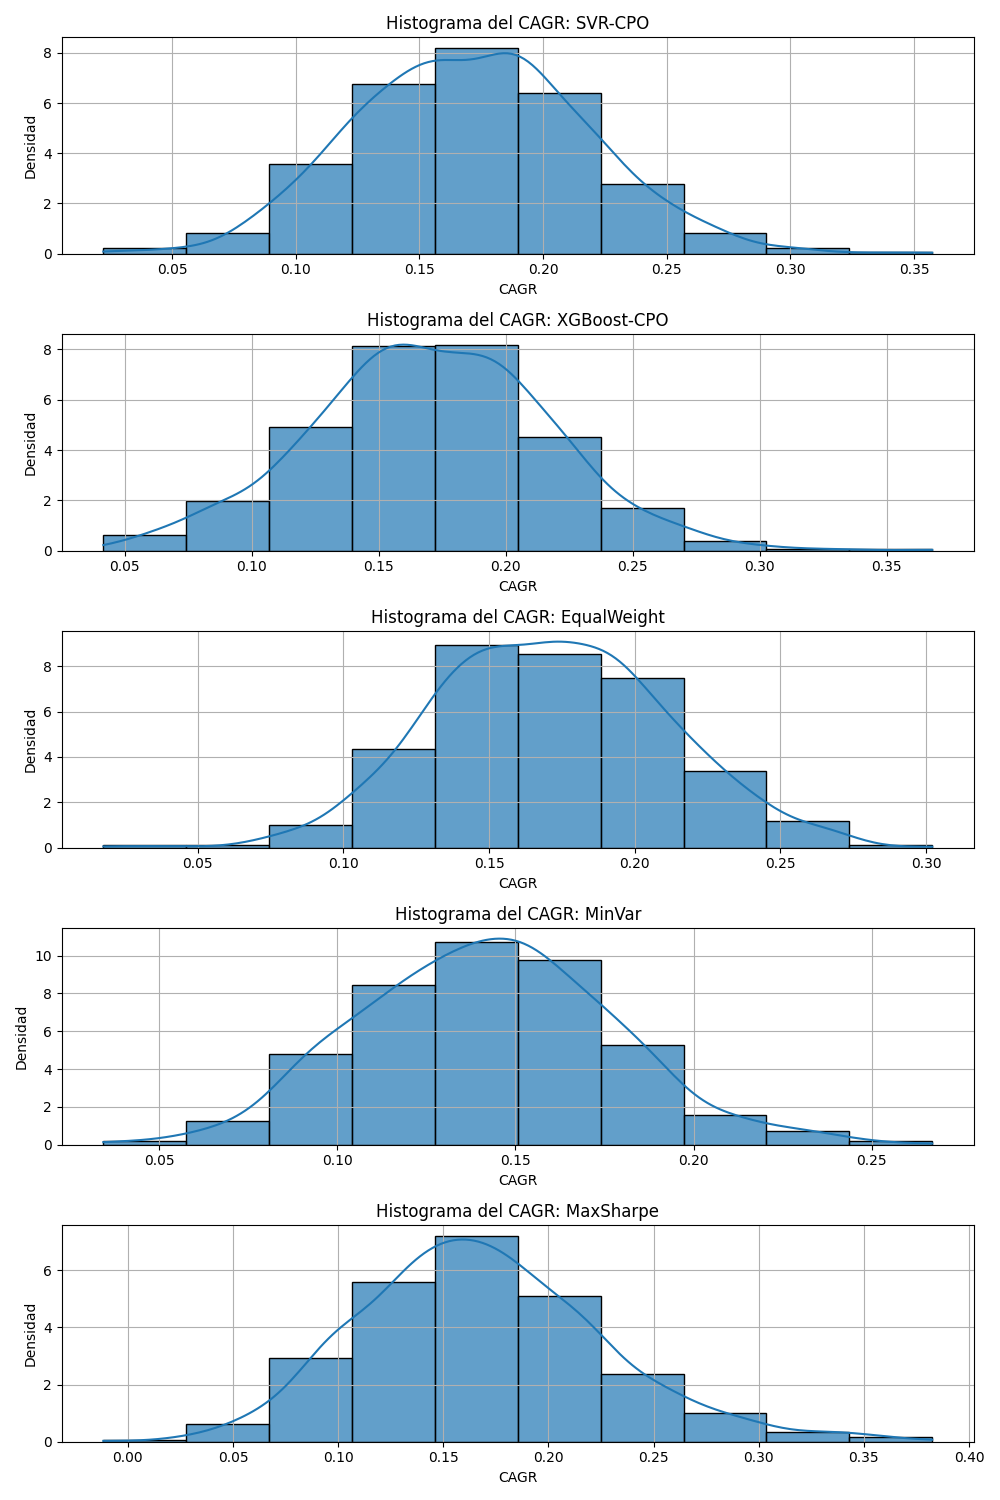 Histograma del CAGR: SVR-CPO
Densidad
8
6
4
2
0
0.05 0.10 0.15 0.20 0.25 0.30 0.35
CAGR
Histograma del CAGR: XGBoost-CPO
Densidad
8
6
4
2
0
0.05 0.10 0.15 0.20 0.25 0.30 0.35
CAGR
Histograma del CAGR: EqualWeight
Densidad
8
6
4
2
0
0.05 0.10 0.15 0.20 0.25 0.30
CAGR
Histograma del CAGR: MinVar
Densidad
10
8
6
4
2
0
0.05 0.10 0.15 0.20 0.25
CAGR
Histograma del CAGR: MaxSharpe
Densidad
6
4
2
0
0.00 0.05 0.10 0.15 0.20 0.25 0.30 0.35 0.40
CAGR